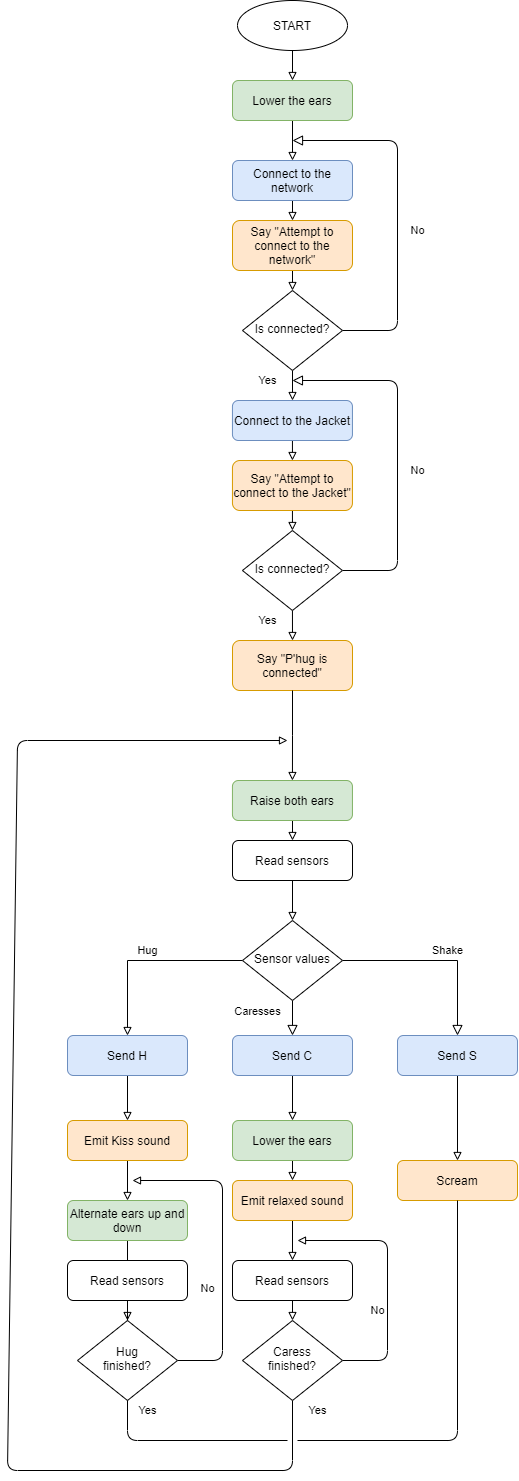 START
Lower the ears
Connect to the
network
Say "Attempt to
connect to the
network"
No
Is connected?
Yes
Connect to the Jacket
No
Say "Attempt to
connect to the Jacket"
Is connected?
Yes
Say "P'hug is
connected"
Raise both ears
Read sensors
Sensor values
Hug
Shake
Caresses
Send H
Send C
Send S
Emit Kiss sound
Lower the ears
Scream
Emit relaxed sound
Alternate ears up and
down
Read sensors
Read sensors
No
No
Hug
finished?
Caress
finished?
Yes
Yes